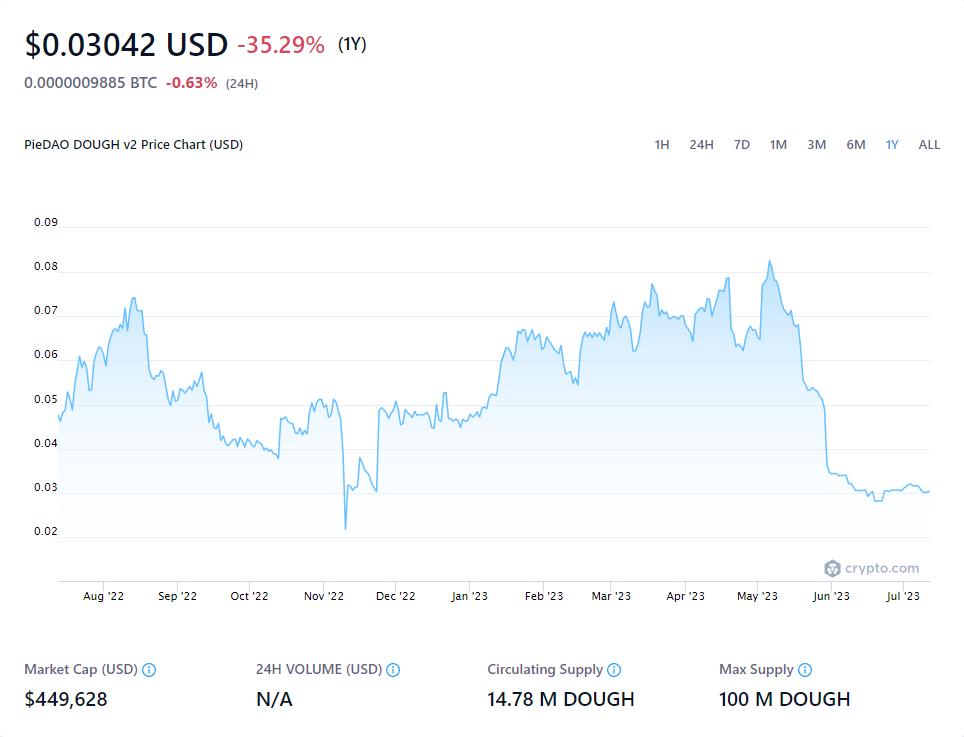 $0.03042 USD -35.29% (1Y)
0.0000009885 BTC -0.63% (24H)
PieDAO DOUGH v2 Price Chart (USD) 1H 24H 7D 1M 3M 6M 1Y ALL
0.09
0.08
0.07
0.06
0.05
0.04
0.03
0.02
crypto.com
Aug '22 Sep '22 Oct '22 Nov '22 Dec '22 Jan '23 Feb '23 Mar '23 Apr '23 May '23 Jun '23 Jul '23
Market Cap (USD) 24H VOLUME (USD) Circulating Supply Max Supply
$449,628 N/A 14.78 M DOUGH 100 M DOUGH